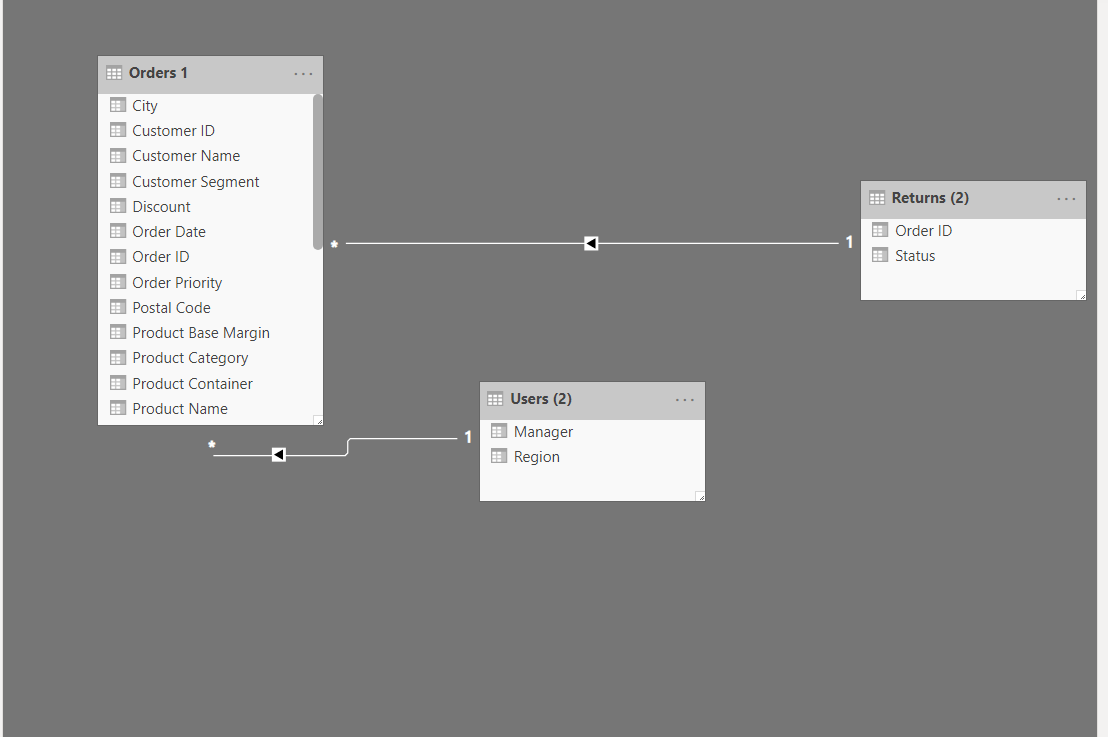 Orders 1
City
Customer ID
Customer Name
Customer Segment
Discount
Order Date
Order ID
Order Priority
Postal Code
Product Base Margin
Product Category
Product Container
Product Name
*
1
Returns (2)
Order ID
Status
*
1
Users (2)
Manager
Region